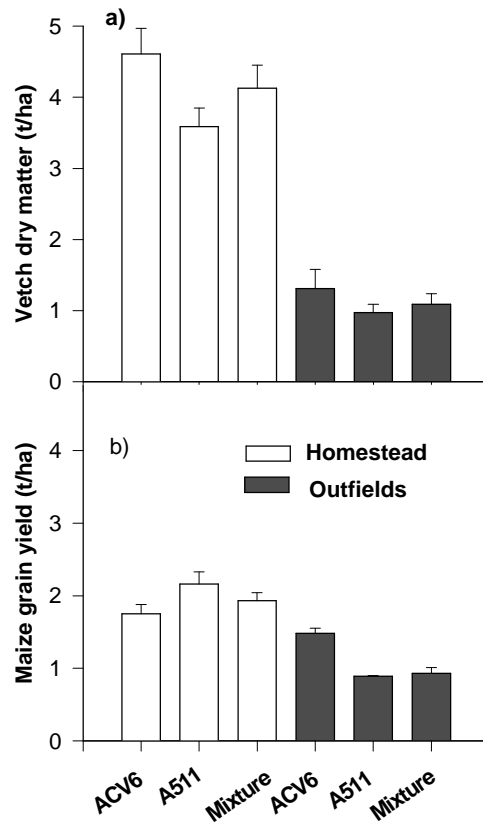 a)
Vetch dry matter (t/ha)
5
4
3
2
1
0
b)
Maize grain yield (t/ha)
4
3
2
1
0
Homestead
Outfields
ACV6
A511
Mixture
ACV6
A511
Mixture